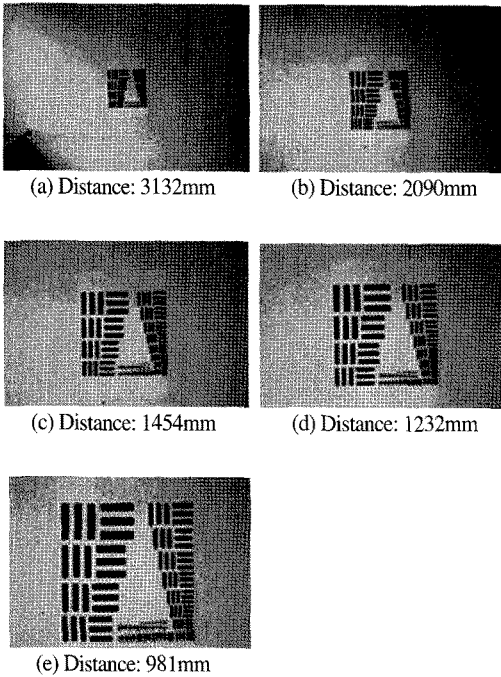 (a) Distance: 3132mm
(b) Distance: 2090mm
(c) Distance: 1454mm
(d) Distance: 1232mm
(e) Distance: 981mm